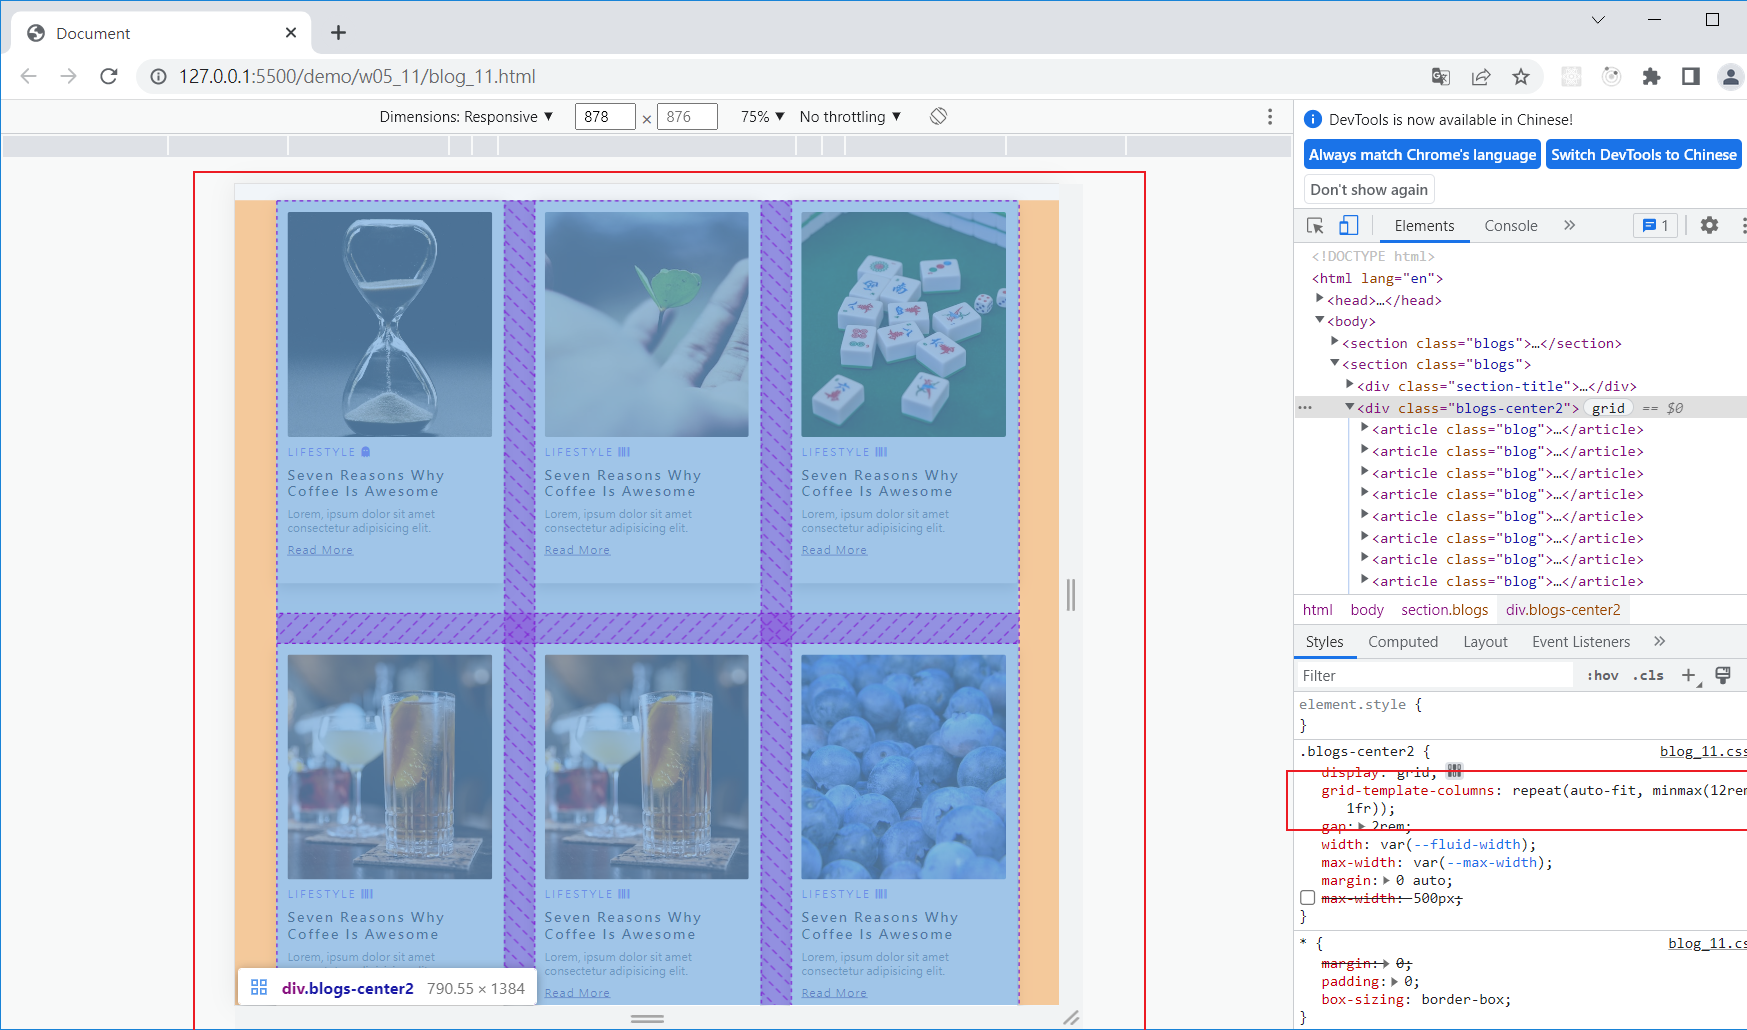 Document
127.0.0.1:5500/demo/w05_11/blog_11.html
Dimensions: Responsive ▼ 878 × 876 75% ▼ No throttling ▼
DevTools is now available in Chinese!
Always match Chrome's language Switch DevTools to Chinese
Don't show again
Elements Console » 1
<!DOCTYPE html>
<html lang="en">
<head>…</head>
<body>
<section class="blogs">…</section>
<section class="blogs">
<div class="section-title">…</div>
<div class="blogs-center2"> grid == $0
<article class="blog">…</article>
<article class="blog">…</article>
<article class="blog">…</article>
<article class="blog">…</article>
<article class="blog">…</article>
<article class="blog">…</article>
<article class="blog">…</article>
<article class="blog">…</article>
html body section.blogs div.blogs-center2
Styles Computed Layout Event Listeners »
Filter :hov .cls
element.style {
}
.blogs-center2 { blog_11.css
display: grid;
grid-template-columns: repeat(auto-fit, minmax(12rem
1fr));
gap: 2rem;
width: var(--fluid-width);
max-width: var(--max-width);
margin: 0 auto;
max-width: 500px;
}
* { blog_11.cs
margin: 0;
padding: 0;
box-sizing: border-box;
}
LIFESTYLE
Seven Reasons Why
Coffee Is Awesome
Lorem, ipsum dolor sit amet
consectetur adipisicing elit.
Read More
LIFESTYLE
Seven Reasons Why
Coffee Is Awesome
Lorem, ipsum dolor sit amet
consectetur adipisicing elit.
Read More
LIFESTYLE
Seven Reasons Why
Coffee Is Awesome
Lorem, ipsum dolor sit amet
consectetur adipisicing elit.
Read More
LIFESTYLE
Seven Reasons Why
Coffee Is Awesome
Lorem, ipsum dolor sit amet
LIFESTYLE
Seven Reasons Why
Coffee Is Awesome
Lorem, ipsum dolor sit amet
consectetur adipisicing elit.
Read More
LIFESTYLE
Seven Reasons Why
Coffee Is Awesome
Lorem, ipsum dolor sit amet
consectetur adipisicing elit.
Read More
div.blogs-center2 790.55 × 1384